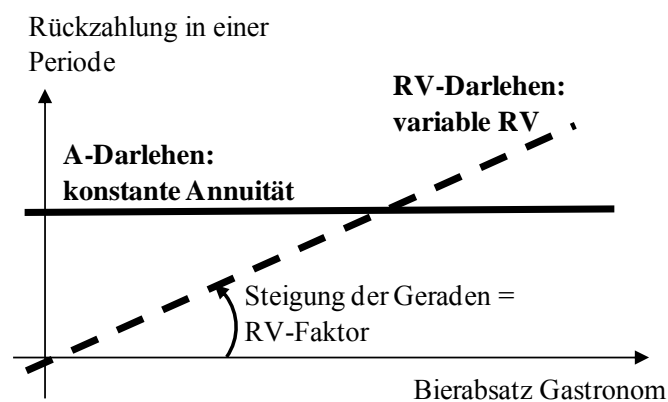 Rückzahlung in einer
Periode
RV-Darlehen:
variable RV
A-Darlehen:
konstante Annuität
Steigung der Geraden =
RV-Faktor
Bierabsatz Gastronom